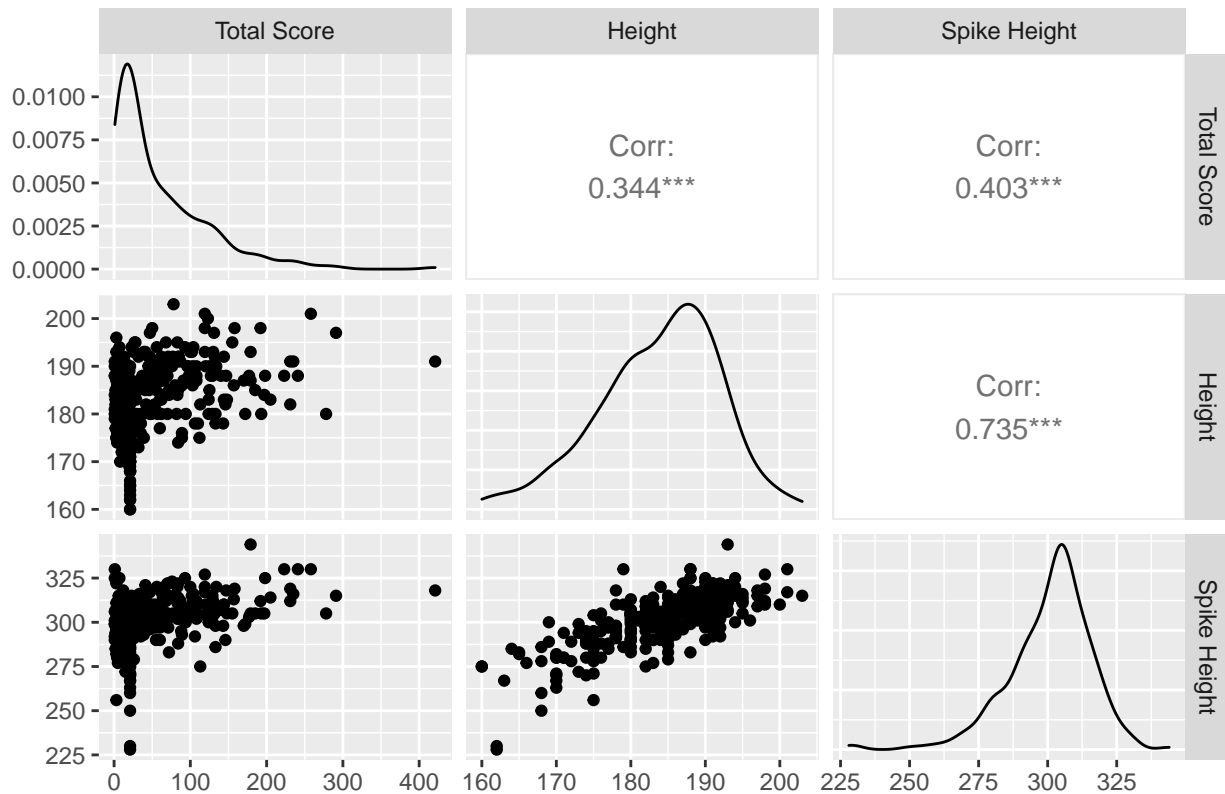 Total Score
Height
Spike Height
0.0100
0.0075
0.0050
0.0025
0.0000
Corr:
0.344***
Corr:
0.403***
Total Score
200
190
180
170
160
Corr:
0.735***
Height
325
300
275
250
225
Spike Height
0 100 200 300 400
160 170 180 190 200
225 250 275 300 325